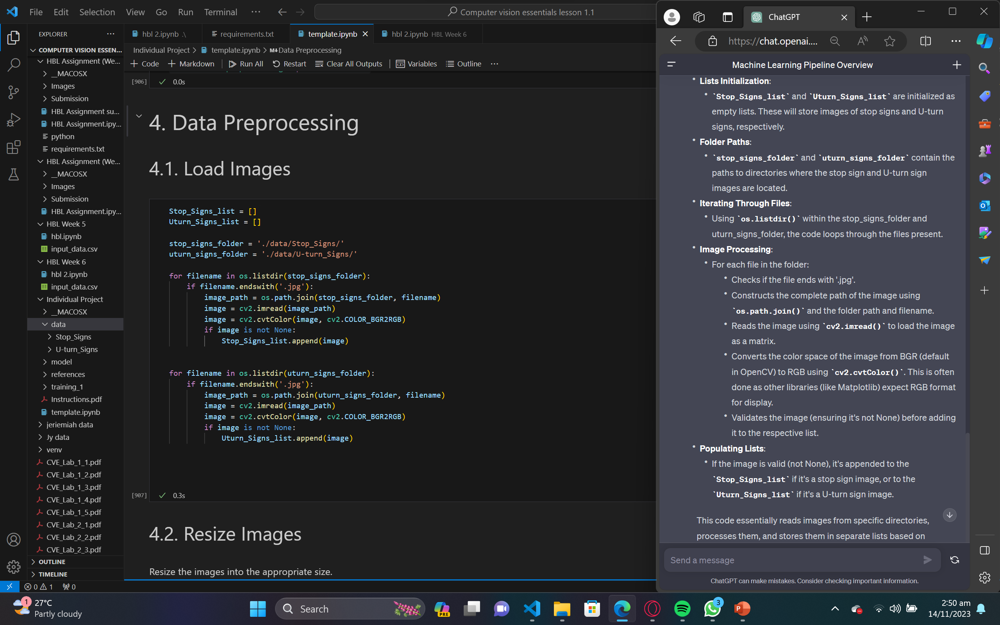 File Edit Selection View Go Run Terminal ···
Computer vision essentials lesson 1.1
EXPLORER ···
COMPUTER VISION ESSEN...
HBL Assignment (We...
__MACOSX
Images
Submission
HBL Assignment su...
HBL Assignment.ipy...
python
requirements.txt
HBL Assignment (We...
__MACOSX
Images
Submission
HBL Assignment.ipy...
HBL Week 5
hbl.ipynb
input_data.csv
HBL Week 6
hbl 2.ipynb
input_data.csv
Individual Project
__MACOSX
data
Stop_Signs
U-turn_Signs
model
references
training_1
Instructions.pdf
template.ipynb
jeriemiah data
Jy data
venv
CVE_Lab_1_1.pdf
CVE_Lab_1_2.pdf
CVE_Lab_1_3.pdf
CVE_Lab_1_4.pdf
CVE_Lab_1_5.pdf
CVE_Lab_2_1.pdf
CVE_Lab_2_2.pdf
CVE_Lab_2_3.pdf
OUTLINE
TIMELINE
0 1 0
hbl 2.ipynb .\ requirements.txt template.ipynb hbl 2.ipynb HBL Week 6
Individual Project > template.ipynb > M↓Data Preprocessing
+ Code + Markdown Run All Restart Clear All Outputs Variables Outline ···
[906] 0.0s
4. Data Preprocessing
4.1. Load Images
Stop_Signs_list = []
Uturn_Signs_list = []
stop_signs_folder = './data/Stop_Signs/'
uturn_signs_folder = './data/U-turn_Signs/'
for filename in os.listdir(stop_signs_folder):
if filename.endswith('.jpg'):
image_path = os.path.join(stop_signs_folder, filename)
image = cv2.imread(image_path)
image = cv2.cvtColor(image, cv2.COLOR_BGR2RGB)
if image is not None:
Stop_Signs_list.append(image)
for filename in os.listdir(uturn_signs_folder):
if filename.endswith('.jpg'):
image_path = os.path.join(uturn_signs_folder, filename)
image = cv2.imread(image_path)
image = cv2.cvtColor(image, cv2.COLOR_BGR2RGB)
if image is not None:
Uturn_Signs_list.append(image)
[907] 0.3s
4.2. Resize Images
Resize the images into the appropriate size.
ChatGPT
https://chat.openai....
Machine Learning Pipeline Overview
• Lists Initialization:
• `Stop_Signs_list` and `Uturn_Signs_list` are initialized as
empty lists. These will store images of stop signs and U-turn
signs, respectively.
• Folder Paths:
• `stop_signs_folder` and `uturn_signs_folder` contain the
paths to directories where the stop sign and U-turn sign
images are located.
• Iterating Through Files:
• Using `os.listdir()` within the stop_signs_folder and
uturn_signs_folder, the code loops through the files present.
• Image Processing:
• For each file in the folder:
• Checks if the file ends with '.jpg'.
• Constructs the complete path of the image using
`os.path.join()` and the folder path and filename.
• Reads the image using `cv2.imread()` to load the image
as a matrix.
• Converts the color space of the image from BGR (default
in OpenCV) to RGB using `cv2.cvtColor()`. This is often
done as other libraries (like Matplotlib) expect RGB format
for display.
• Validates the image (ensuring it's not None) before adding
it to the respective list.
• Populating Lists:
• If the image is valid (not None), it's appended to the
`Stop_Signs_list` if it's a stop sign image, or to the
`Uturn_Signs_list` if it's a U-turn sign image.
This code essentially reads images from specific directories,
processes them, and stores them in separate lists based on
Send a message
ChatGPT can make mistakes. Consider checking important information.
1
27°C
Partly cloudy
Search
PRE
3
2:50 am
14/11/2023